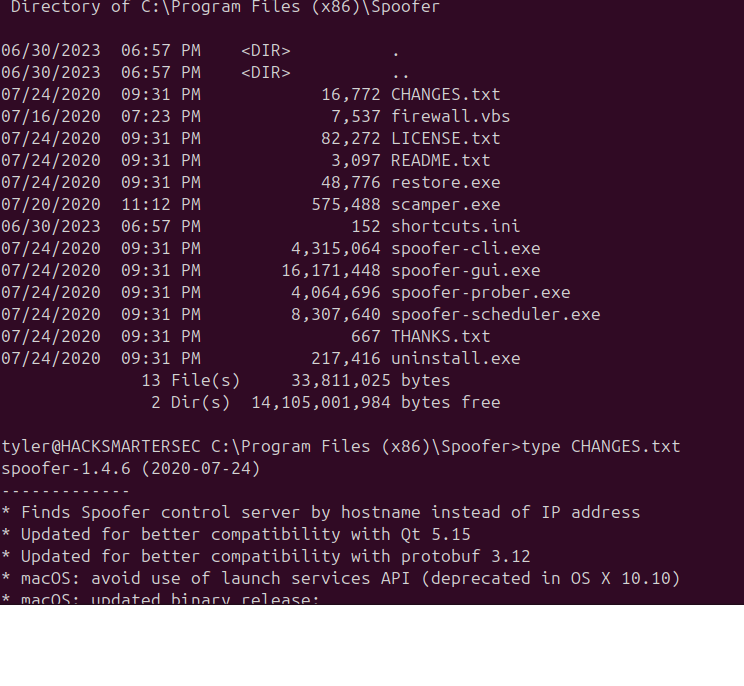 Directory of C:\Program Files (x86)\Spoofer
06/30/2023  06:57 PM    <DIR>          .
06/30/2023  06:57 PM    <DIR>          ..
07/24/2020  09:31 PM            16,772 CHANGES.txt
07/16/2020  07:23 PM             7,537 firewall.vbs
07/24/2020  09:31 PM            82,272 LICENSE.txt
07/24/2020  09:31 PM             3,097 README.txt
07/24/2020  09:31 PM            48,776 restore.exe
07/20/2020  11:12 PM           575,488 scamper.exe
06/30/2023  06:57 PM               152 shortcuts.ini
07/24/2020  09:31 PM         4,315,064 spoofer-cli.exe
07/24/2020  09:31 PM        16,171,448 spoofer-gui.exe
07/24/2020  09:31 PM         4,064,696 spoofer-prober.exe
07/24/2020  09:31 PM         8,307,640 spoofer-scheduler.exe
07/24/2020  09:31 PM               667 THANKS.txt
07/24/2020  09:31 PM           217,416 uninstall.exe
13 File(s)     33,811,025 bytes
2 Dir(s)  14,105,001,984 bytes free
tyler@HACKSMARTERSEC C:\Program Files (x86)\Spoofer>type CHANGES.txt
spoofer-1.4.6 (2020-07-24)
-------------
* Finds Spoofer control server by hostname instead of IP address
* Updated for better compatibility with Qt 5.15
* Updated for better compatibility with protobuf 3.12
* macOS: avoid use of launch services API (deprecated in OS X 10.10)
* macOS: updated binary release: